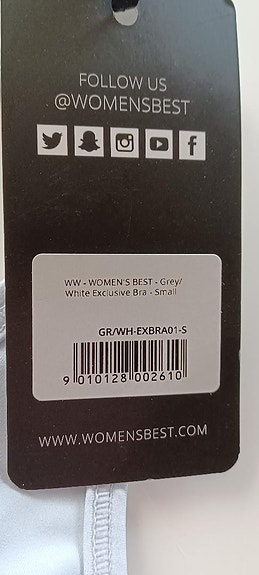 FOLLOW US
@WOMENSBEST
WW - WOMEN'S BEST - Grey/
White Exclusive Bra - Small
GR/WH-EXBRA01-S
9 010128 002610
WWW.WOMENSBEST.COM